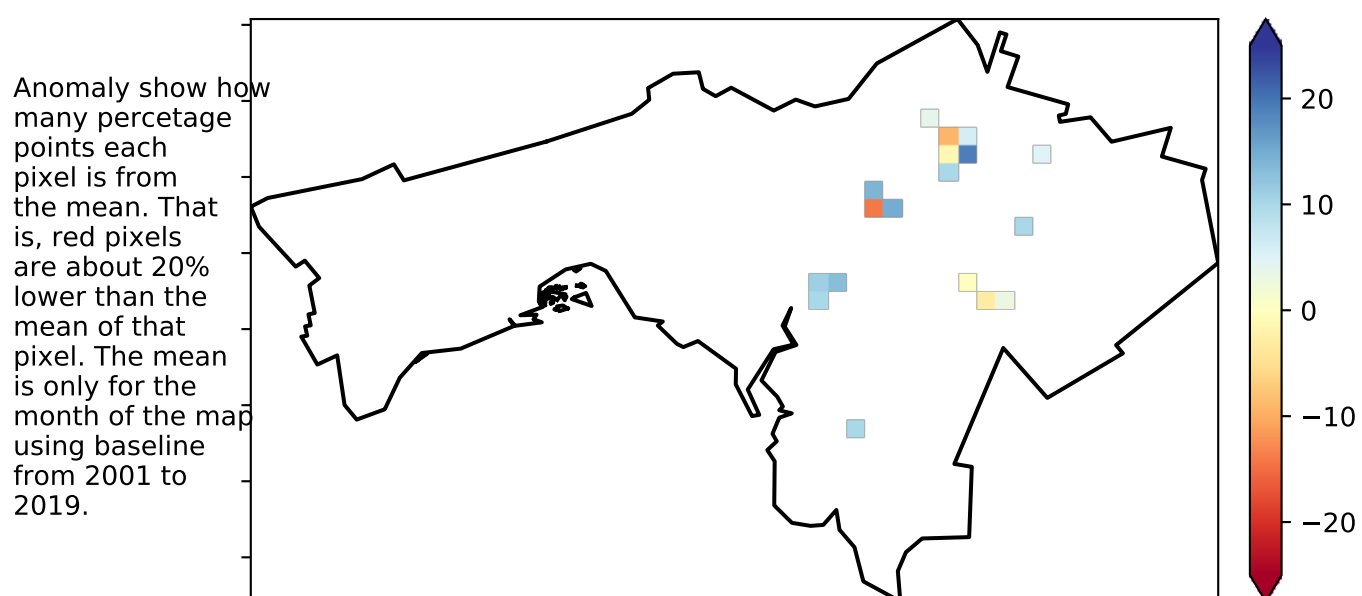 Anomaly show how
many percetage
points each
pixel is from
the mean. That
is, red pixels
are about 20%
lower than the
mean of that
pixel. The mean
is only for the
month of the map
using baseline
from 2001 to
2019.
20
10
0
−10
−20